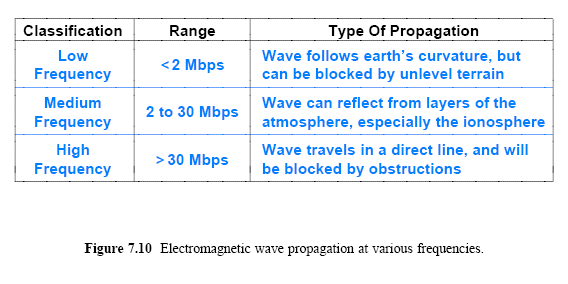 Classification Range Type Of Propagation
Low Frequency <2 Mbps Wave follows earth's curvature, but can be blocked by unlevel terrain
Medium Frequency 2 to 30 Mbps Wave can reflect from layers of the atmosphere, especially the ionosphere
High Frequency >30 Mbps Wave travels in a direct line, and will be blocked by obstructions
Figure 7.10 Electromagnetic wave propagation at various frequencies.